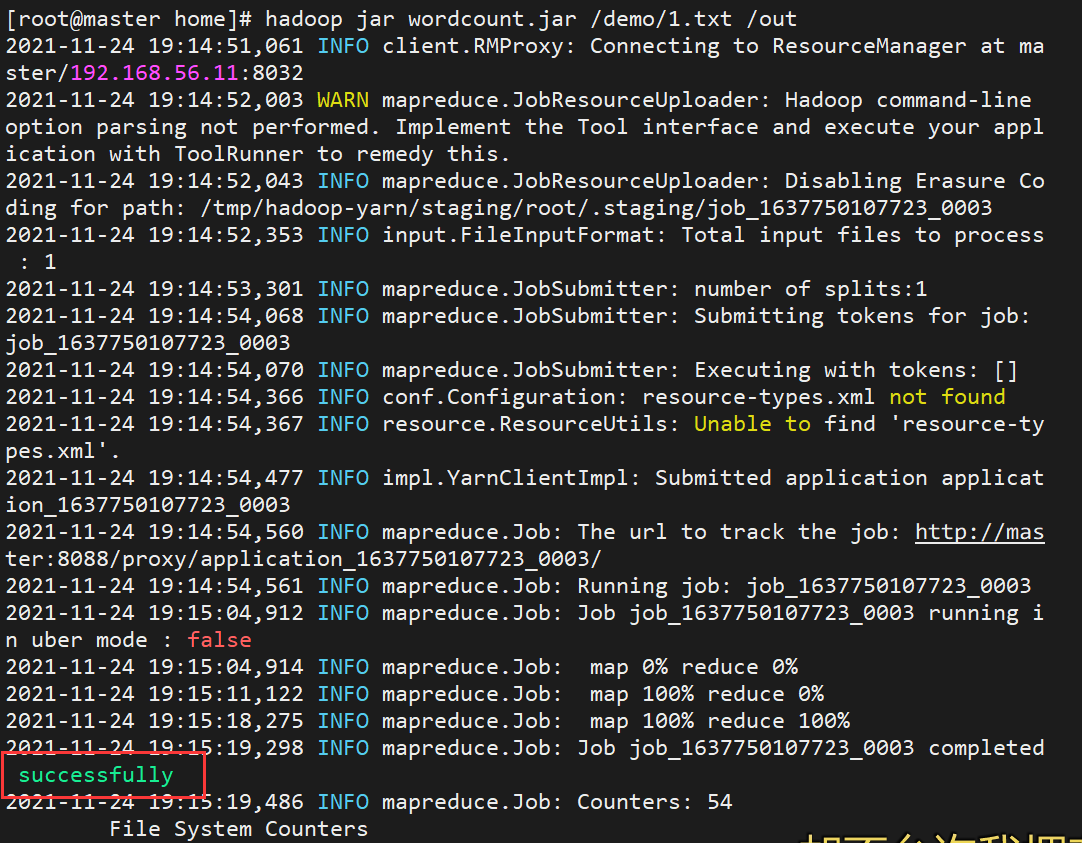 [root@master home]# hadoop jar wordcount.jar /demo/1.txt /out
2021-11-24 19:14:51,061 INFO client.RMProxy: Connecting to ResourceManager at ma
ster/192.168.56.11:8032
2021-11-24 19:14:52,003 WARN mapreduce.JobResourceUploader: Hadoop command-line
option parsing not performed. Implement the Tool interface and execute your appl
ication with ToolRunner to remedy this.
2021-11-24 19:14:52,043 INFO mapreduce.JobResourceUploader: Disabling Erasure Co
ding for path: /tmp/hadoop-yarn/staging/root/.staging/job_1637750107723_0003
2021-11-24 19:14:52,353 INFO input.FileInputFormat: Total input files to process
 : 1
2021-11-24 19:14:53,301 INFO mapreduce.JobSubmitter: number of splits:1
2021-11-24 19:14:54,068 INFO mapreduce.JobSubmitter: Submitting tokens for job:
job_1637750107723_0003
2021-11-24 19:14:54,070 INFO mapreduce.JobSubmitter: Executing with tokens: []
2021-11-24 19:14:54,366 INFO conf.Configuration: resource-types.xml not found
2021-11-24 19:14:54,367 INFO resource.ResourceUtils: Unable to find 'resource-ty
pes.xml'.
2021-11-24 19:14:54,477 INFO impl.YarnClientImpl: Submitted application applicat
ion_1637750107723_0003
2021-11-24 19:14:54,560 INFO mapreduce.Job: The url to track the job: http://mas
ter:8088/proxy/application_1637750107723_0003/
2021-11-24 19:14:54,561 INFO mapreduce.Job: Running job: job_1637750107723_0003
2021-11-24 19:15:04,912 INFO mapreduce.Job: Job job_1637750107723_0003 running i
n uber mode : false
2021-11-24 19:15:04,914 INFO mapreduce.Job:  map 0% reduce 0%
2021-11-24 19:15:11,122 INFO mapreduce.Job:  map 100% reduce 0%
2021-11-24 19:15:18,275 INFO mapreduce.Job:  map 100% reduce 100%
2021-11-24 19:15:19,298 INFO mapreduce.Job: Job job_1637750107723_0003 completed
 successfully
2021-11-24 19:15:19,486 INFO mapreduce.Job: Counters: 54
        File System Counters